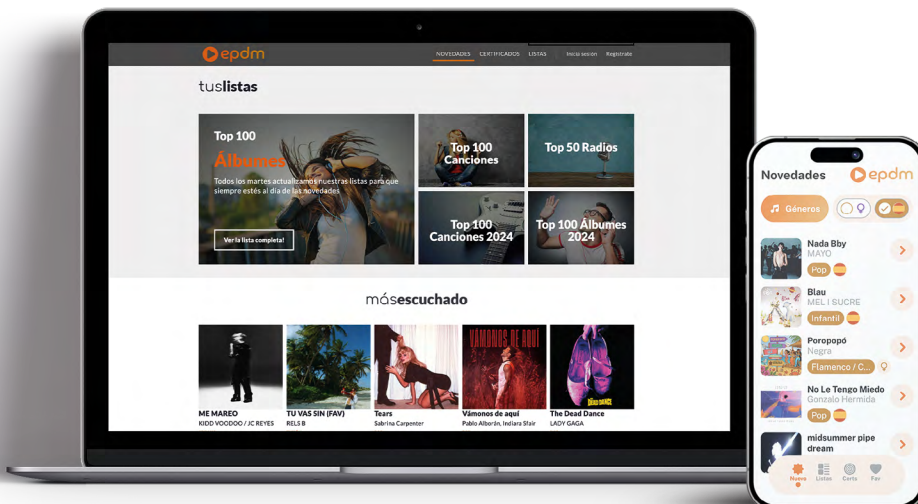 epdm
NOVEDADES CERTIFICADOS LISTAS Inicia sesión Regístrate
tuslistas
Top 100
Álbumes
Todos los martes actualizamos nuestras listas para que
siempre estés al día de las novedades
Ver la lista completa!
Top 100
Canciones
Top 50 Radios
Top 100
Canciones 2024
Top 100 Álbumes
2024
másescuchado
VÁMONOS DE AQUÍ
DEAD DANCE
ME MAREO
KIDD VOODOO / JC REYES
TU VAS SIN (FAV)
RELS B
Tears
Sabrina Carpenter
Vámonos de aquí
Pablo Alborán, Indiara Sfair
The Dead Dance
LADY GAGA
Novedades epdm
Géneros
Nada Bby
MAYO
Pop
Blau
MEL I SUCRE
Infantil
Poropopó
Negra
Flamenco / C...
No Le Tengo Miedo
Gonzalo Hermida
Pop
midsummer pipe
dream
Nuevo Listas Certs Fav